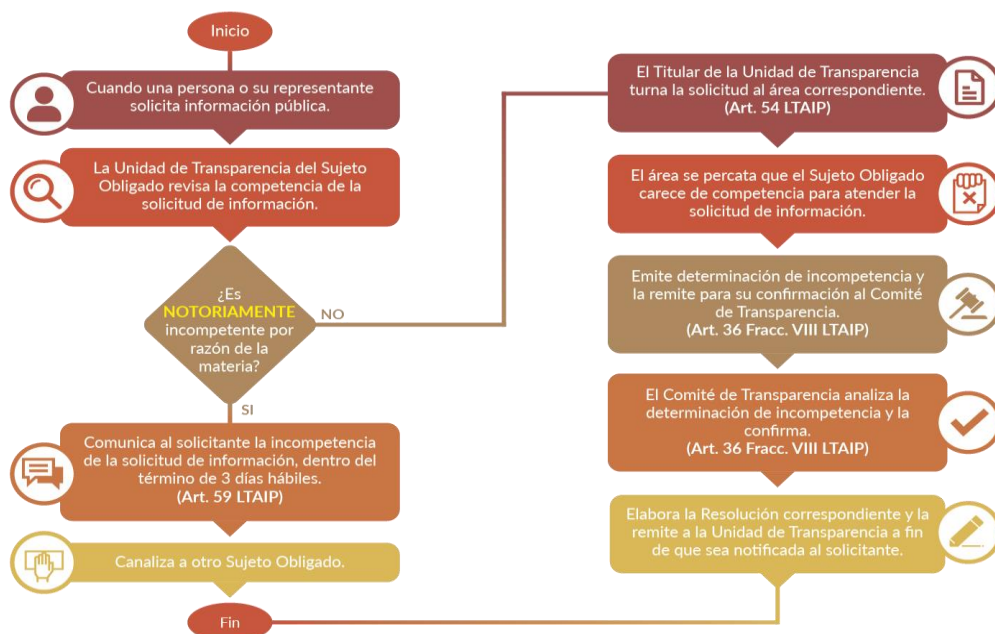 Inicio
Cuando una persona o su representante
solicita información pública.
La Unidad de Transparencia del Sujeto
Obligado revisa la competencia de la
solicitud de información.
¿Es
NOTORIAMENTE
incompetente por
razón de la
materia?
NO
SI
Comunica al solicitante la incompetencia
de la solicitud de información, dentro del
término de 3 días hábiles.
(Art. 59 LTAIP)
Canaliza a otro Sujeto Obligado.
Fin
El Titular de la Unidad de Transparencia
turna la solicitud al área correspondiente.
(Art. 54 LTAIP)
El área se percata que el Sujeto Obligado
carece de competencia para atender la
solicitud de información.
Emite determinación de incompetencia y
la remite para su confirmación al Comité
de Transparencia.
(Art. 36 Fracc. VIII LTAIP)
El Comité de Transparencia analiza la
determinación de incompetencia y la
confirma.
(Art. 36 Fracc. VIII LTAIP)
Elabora la Resolución correspondiente y la
remite a la Unidad de Transparencia a fin
de que sea notificada al solicitante.